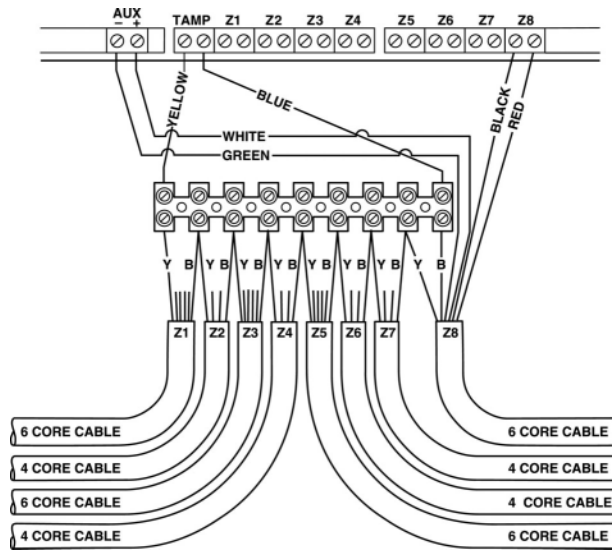 AUX
– +
TAMP Z1 Z2 Z3 Z4 Z5 Z6 Z7 Z8
YELLOW
BLUE
BLACK
RED
WHITE
GREEN
Y B Y B Y B Y B Y B Y B Y B Y B
Z1 Z2 Z3 Z4 Z5 Z6 Z7 Z8
6 CORE CABLE 6 CORE CABLE
4 CORE CABLE 4 CORE CABLE
6 CORE CABLE 4 CORE CABLE
4 CORE CABLE 6 CORE CABLE